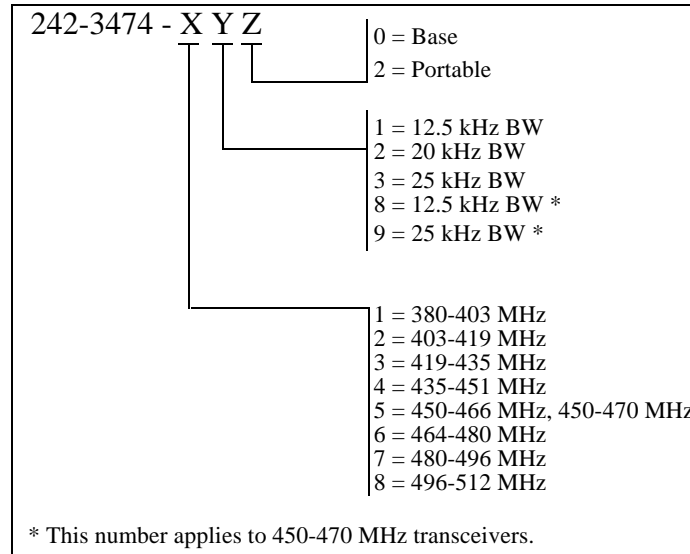 242-3474 - X Y Z
0 = Base
2 = Portable
1 = 12.5 kHz BW
2 = 20 kHz BW
3 = 25 kHz BW
8 = 12.5 kHz BW *
9 = 25 kHz BW *
1 = 380-403 MHz
2 = 403-419 MHz
3 = 419-435 MHz
4 = 435-451 MHz
5 = 450-466 MHz, 450-470 MHz
6 = 464-480 MHz
7 = 480-496 MHz
8 = 496-512 MHz
* This number applies to 450-470 MHz transceivers.